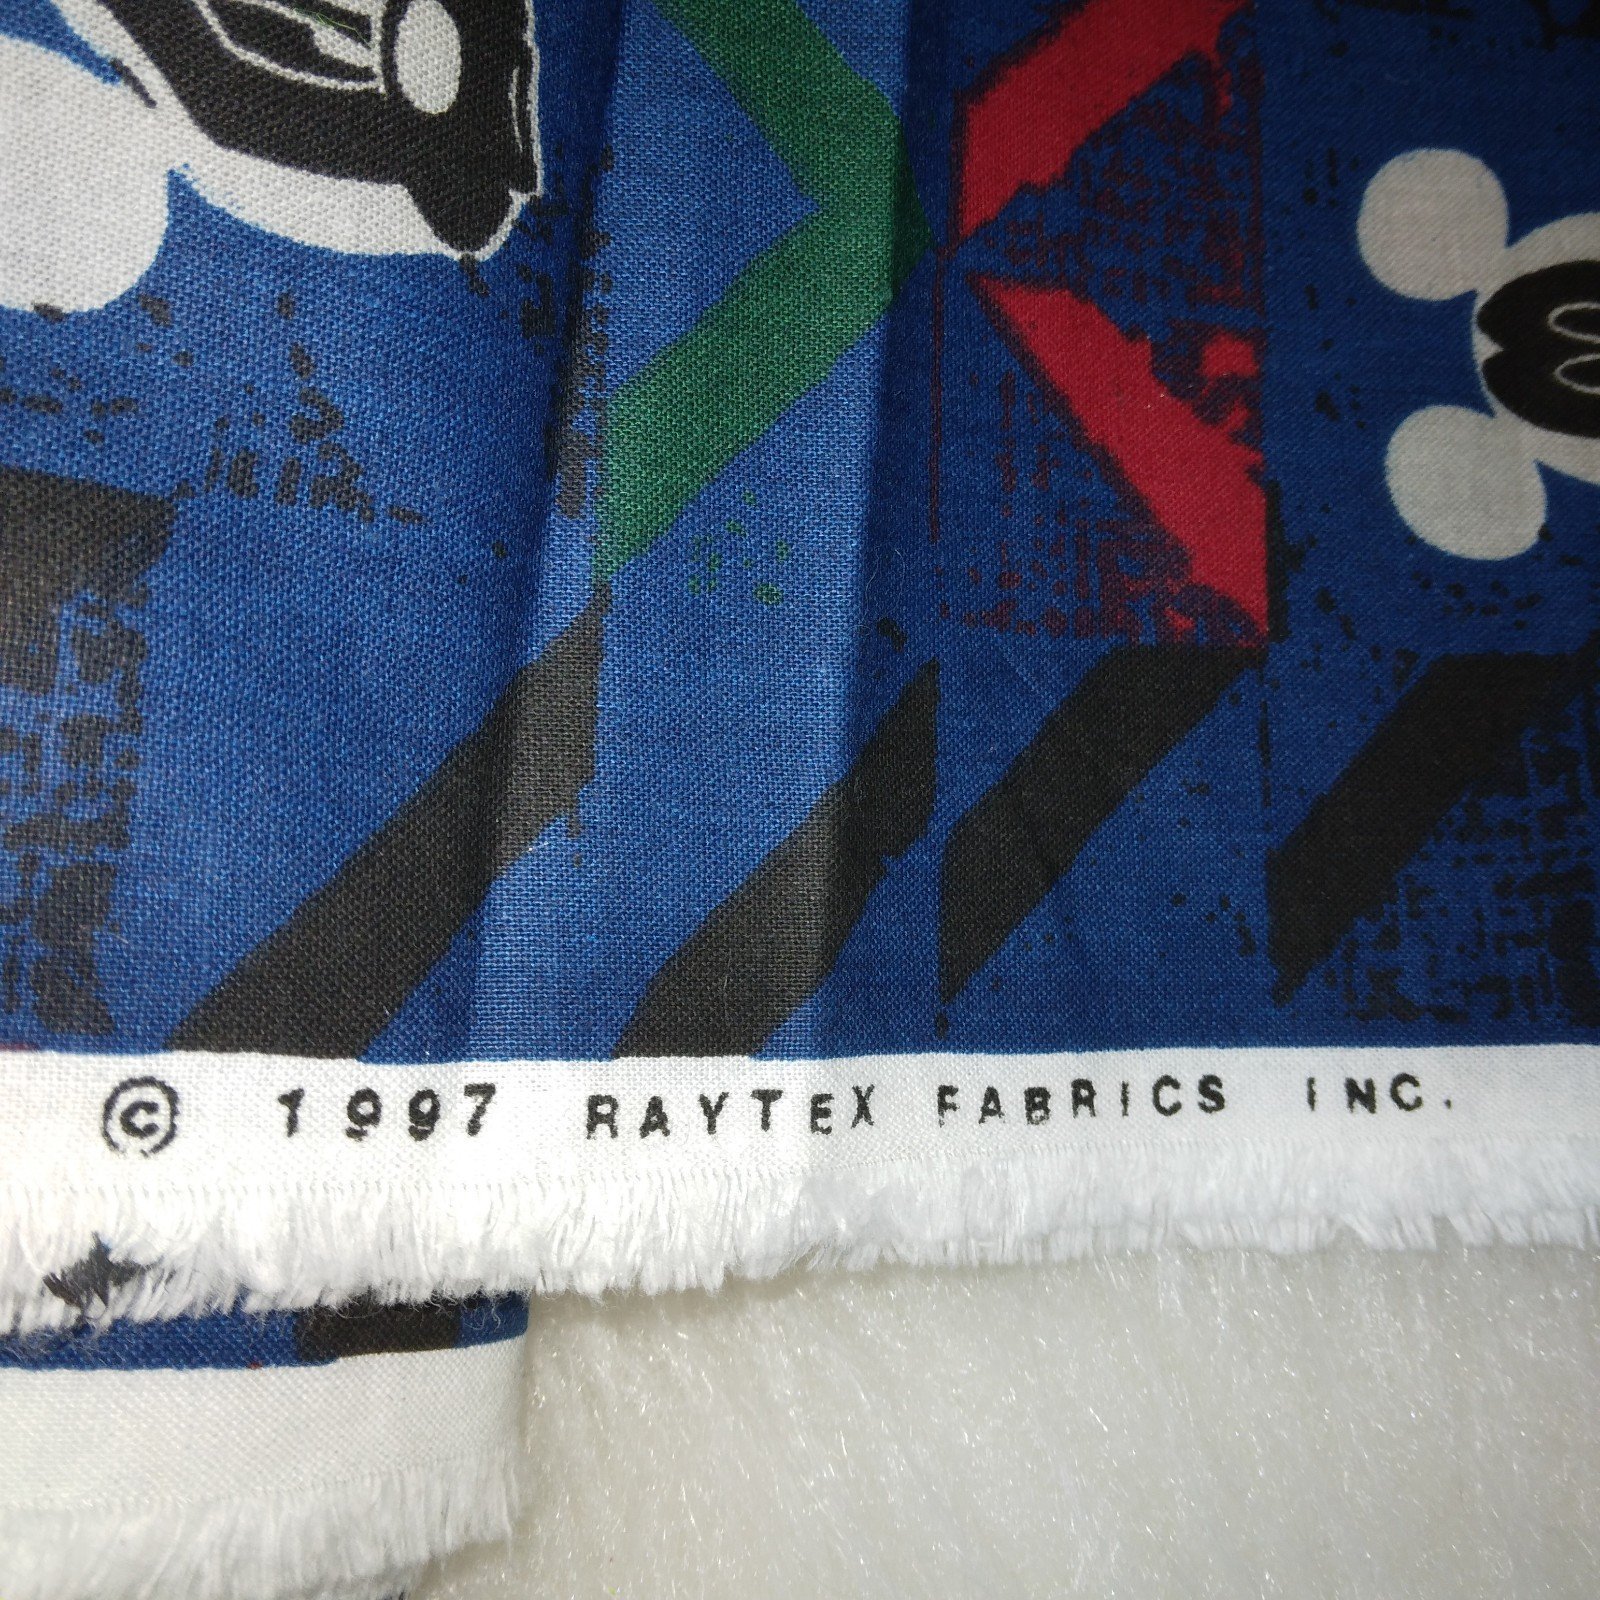 © 1997 RAYTEX FABRICS INC.